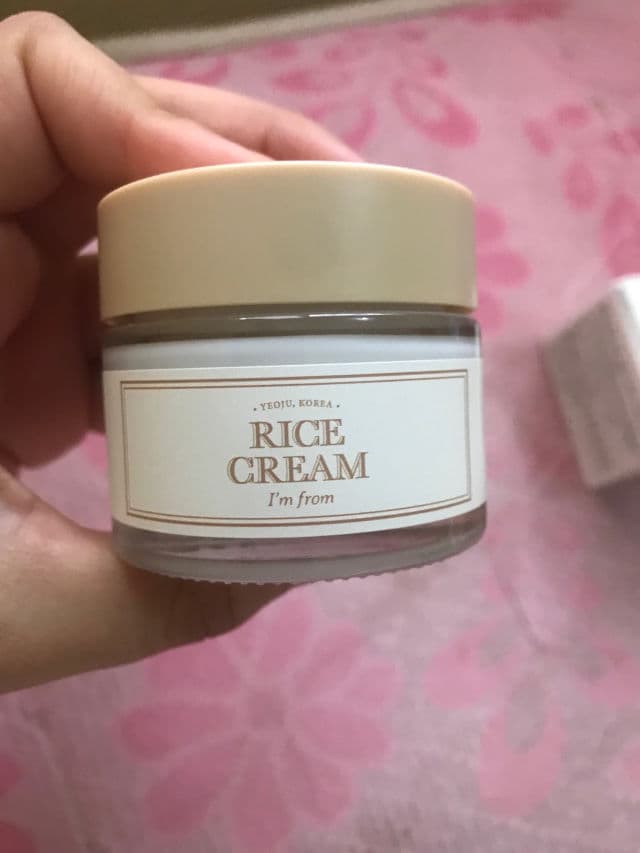 • YEOJU, KOREA •
RICE
CREAM
I'm from